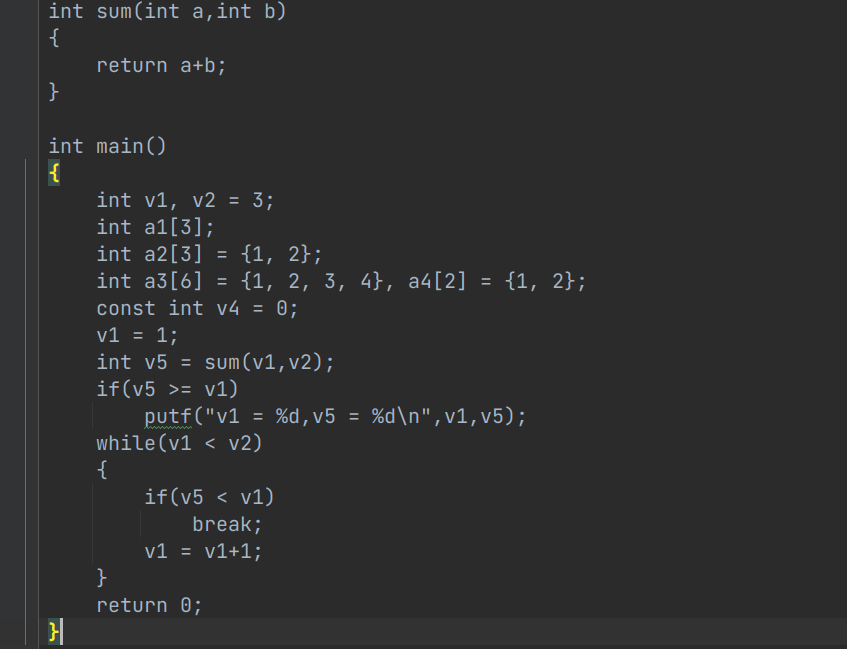 int sum(int a,int b)
{
    return a+b;
}

int main()
{
    int v1, v2 = 3;
    int a1[3];
    int a2[3] = {1, 2};
    int a3[6] = {1, 2, 3, 4}, a4[2] = {1, 2};
    const int v4 = 0;
    v1 = 1;
    int v5 = sum(v1,v2);
    if(v5 >= v1)
        putf("v1 = %d,v5 = %d\n",v1,v5);
    while(v1 < v2)
    {
        if(v5 < v1)
            break;
        v1 = v1+1;
    }
    return 0;
}